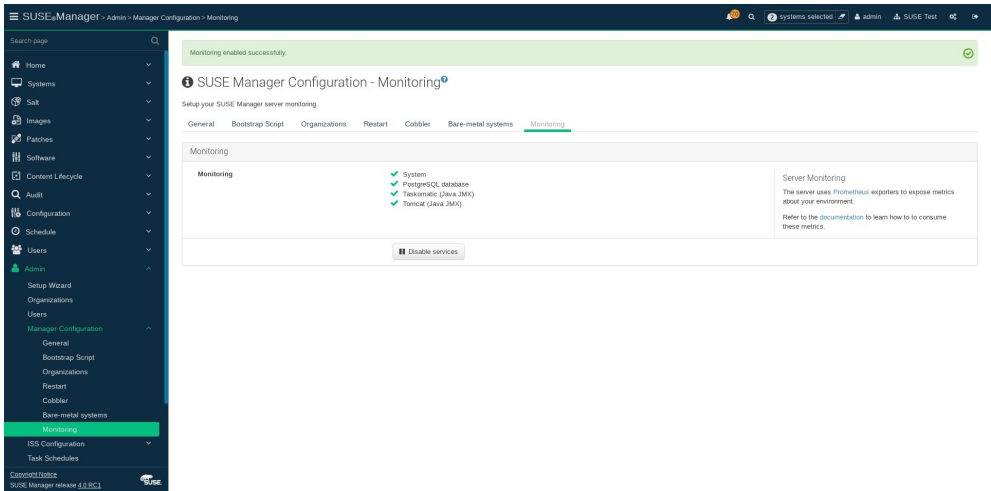 SUSE®Manager > Admin > Manager Configuration > Monitoring
2 systems selected admin SUSE Test
Search page
Home
Systems
Salt
Images
Patches
Software
Content Lifecycle
Audit
Configuration
Schedule
Users
Admin
Setup Wizard
Organizations
Users
Manager Configuration
General
Bootstrap Script
Organizations
Restart
Cobbler
Bare-metal systems
Monitoring
ISS Configuration
Task Schedules
Copyright Notice
SUSE Manager release 4.0 RC1
SUSE.
Monitoring enabled successfully.
SUSE Manager Configuration - Monitoring
Setup your SUSE Manager server monitoring.
General Bootstrap Script Organizations Restart Cobbler Bare-metal systems Monitoring
Monitoring
Monitoring
System
PostgreSQL database
Taskomatic (Java JMX)
Tomcat (Java JMX)
Disable services
Server Monitoring
The server uses Prometheus exporters to expose metrics
about your environment.
Refer to the documentation to learn how to to consume
these metrics.